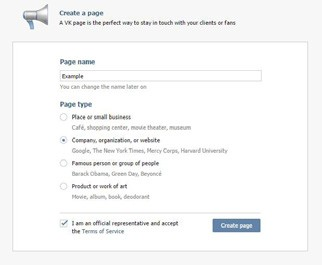 Create a page
A VK page is the perfect way to stay in touch with your clients or fans
Page name
Example
You can change the name later on
Page type
Place or small business
Café, shopping center, movie theater, museum
Company, organization, or website
Google, The New York Times, Mercy Corps, Harvard University
Famous person or group of people
Barack Obama, Green Day, Beyoncé
Product or work of art
Movie, album, book, deodorant
I am an official representative and accept
the Terms of Service
Create page